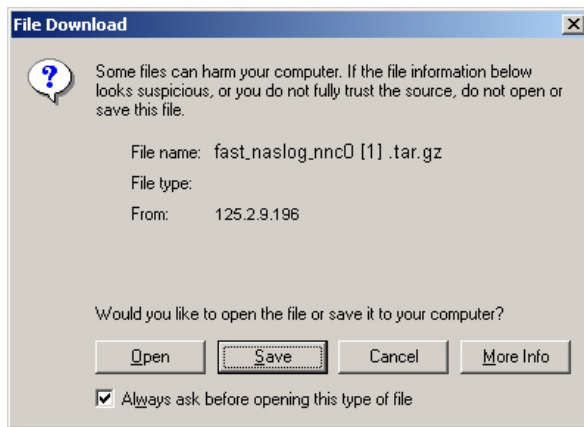 File Download
Some files can harm your computer. If the file information below
looks suspicious, or you do not fully trust the source, do not open or
save this file.
File name: fast_naslog_nnc0 [1] .tar.gz
File type:
From: 125.2.9.196
Would you like to open the file or save it to your computer?
Open Save Cancel More Info
Always ask before opening this type of file